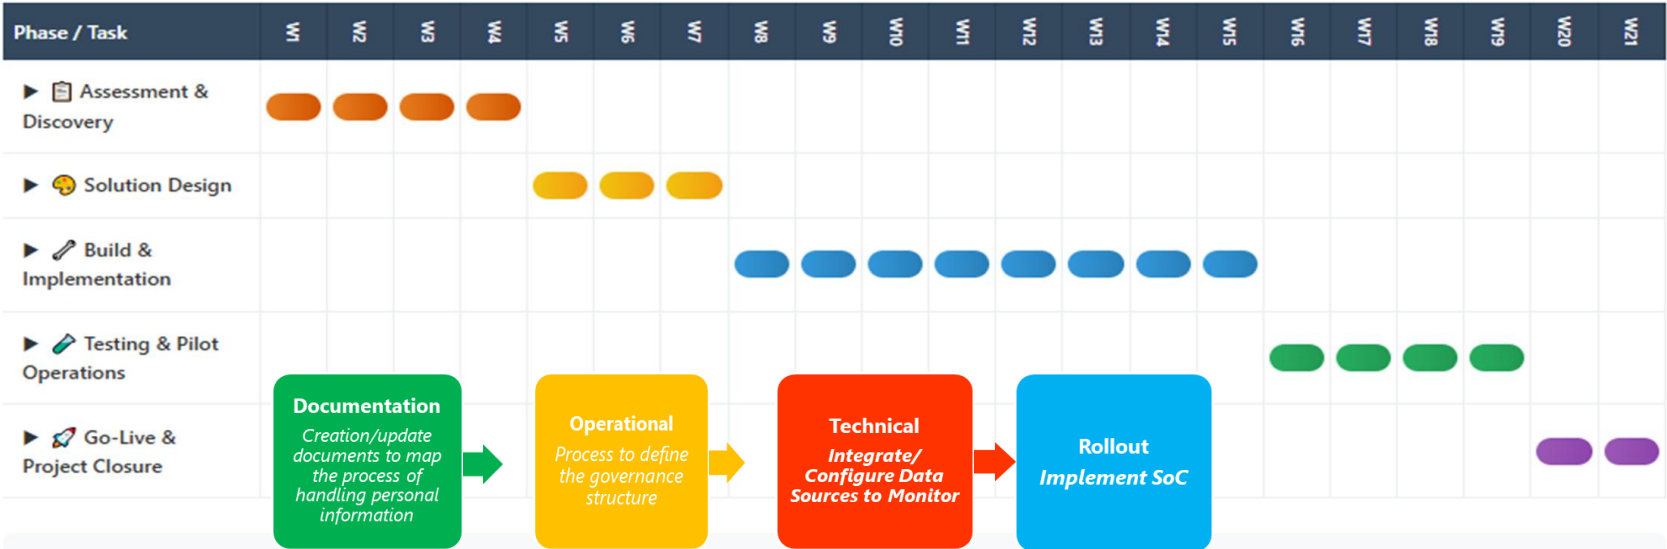 Phase / Task W1 W2 W3 W4 W5 W6 W7 W8 W9 W10 W11 W12 W13 W14 W15 W16 W17 W18 W19 W20 W21
Assessment &
Discovery
Solution Design
Build &
Implementation
Testing & Pilot
Operations
Go-Live &
Project Closure
Documentation
Creation/update
documents to map
the process of
handling personal
information
Operational
Process to define
the governance
structure
Technical
Integrate/
Configure Data
Sources to Monitor
Rollout
Implement SoC